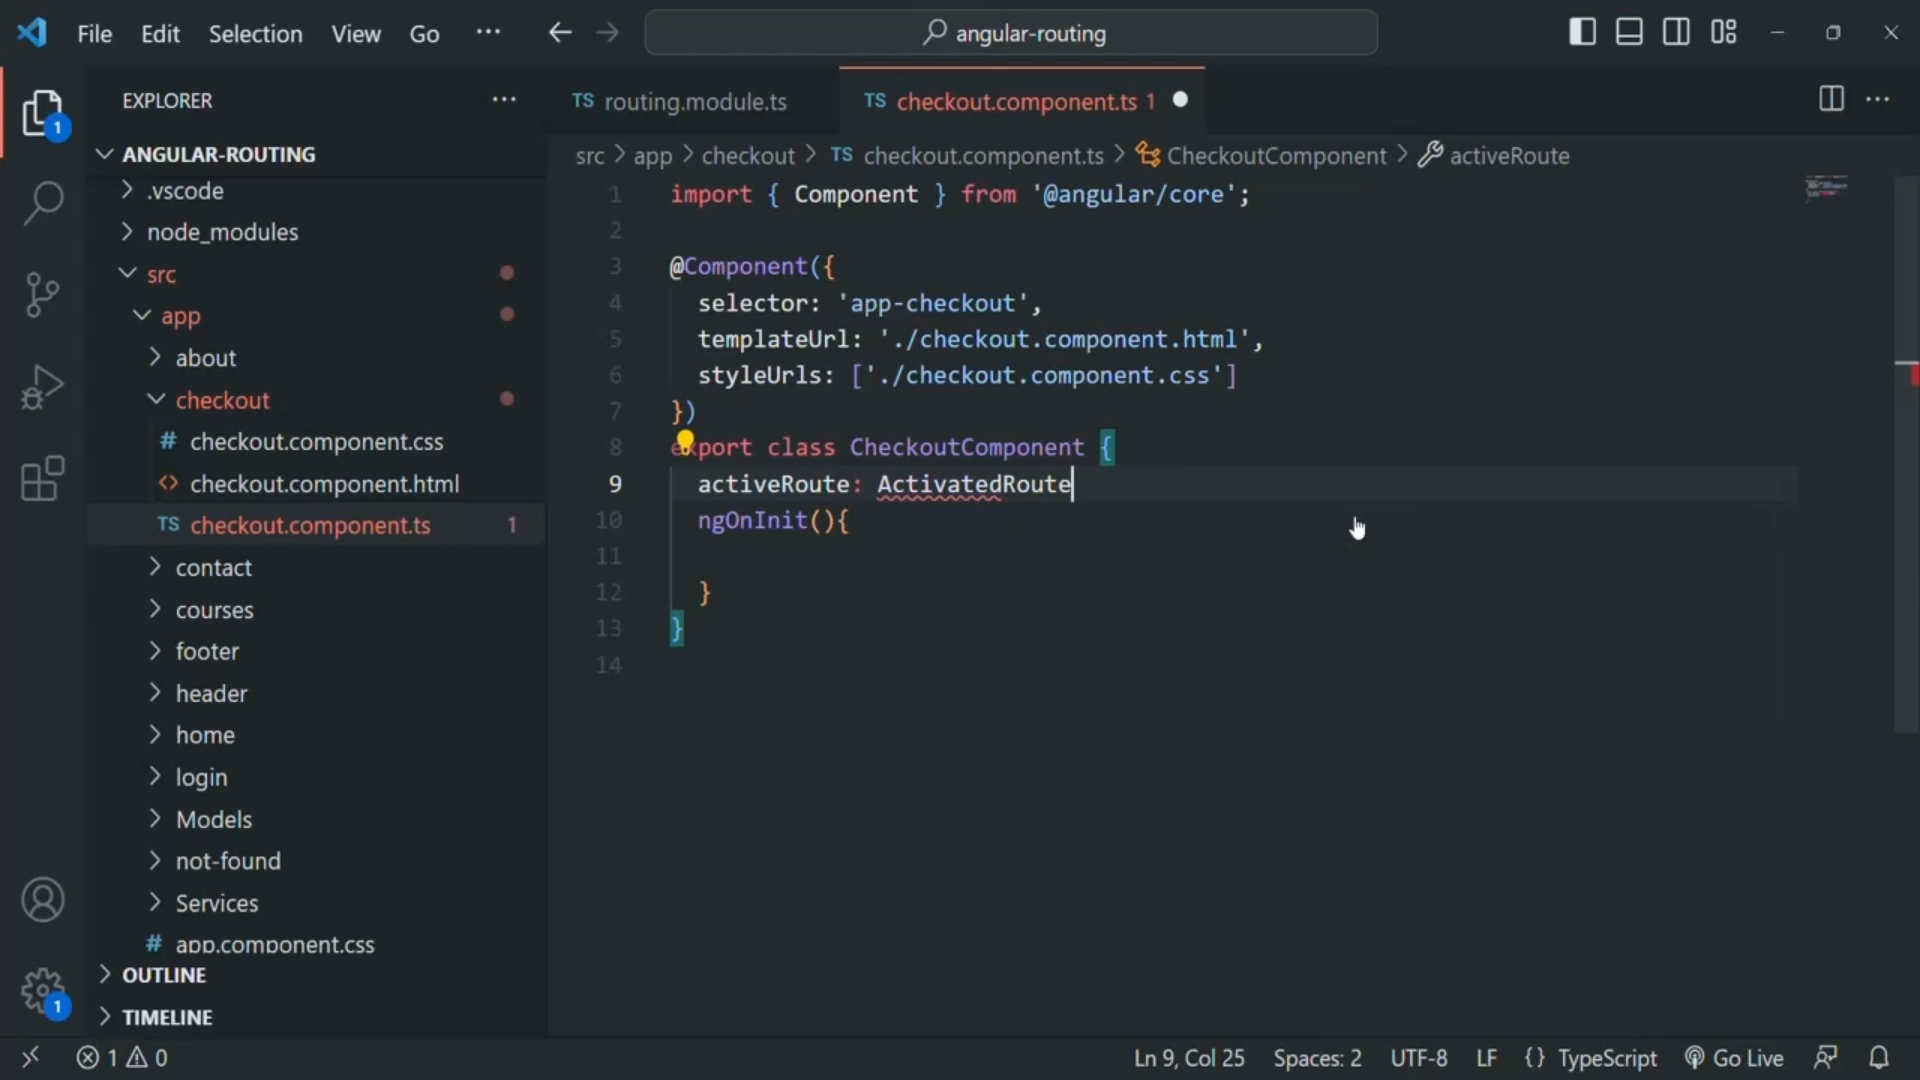 File Edit Selection View Go ··· angular-routing
EXPLORER ···
ANGULAR-ROUTING
.vscode
node_modules
src
app
about
checkout
# checkout.component.css
<> checkout.component.html
TS checkout.component.ts 1
contact
courses
footer
header
home
login
Models
not-found
Services
# app.component.css
OUTLINE
TIMELINE
1
1
TS routing.module.ts TS checkout.component.ts 1
src > app > checkout > TS checkout.component.ts > CheckoutComponent > activeRoute
1 import { Component } from '@angular/core';
2
3 @Component({
4 selector: 'app-checkout',
5 templateUrl: './checkout.component.html',
6 styleUrls: ['./checkout.component.css']
7 })
8 export class CheckoutComponent {
9 activeRoute: ActivatedRoute
10 ngOnInit(){
11
12 }
13 }
14
1 0 Ln 9, Col 25 Spaces: 2 UTF-8 LF {} TypeScript Go Live